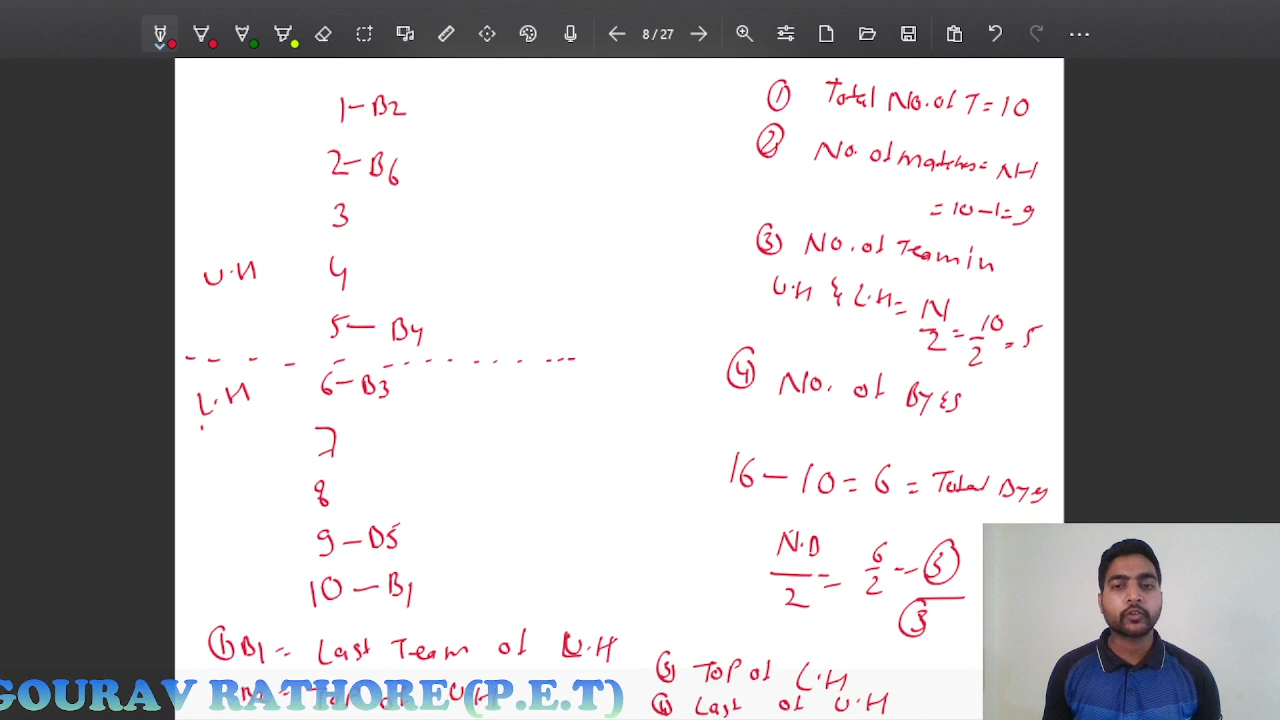 8 / 27
1 - B2
2 - B6
3
4
U.H
5 - B4
L.H
6 - B3
7
8
9 - B5
10 - B1
① B1 = Last Team of L.H
① Total No. of T = 10
② No. of matches = N-1
= 10 - 1 = 9
③ No. of Team in
U.H & L.H = N/2 = 10/2 = 5
④ No. of Byes
16 - 10 = 6 = Total Byes
N.B/2 = 6/2 - 3
3
③ Top of L.H
④ Last of U.H
GOURAV RATHORE (P.E.T)